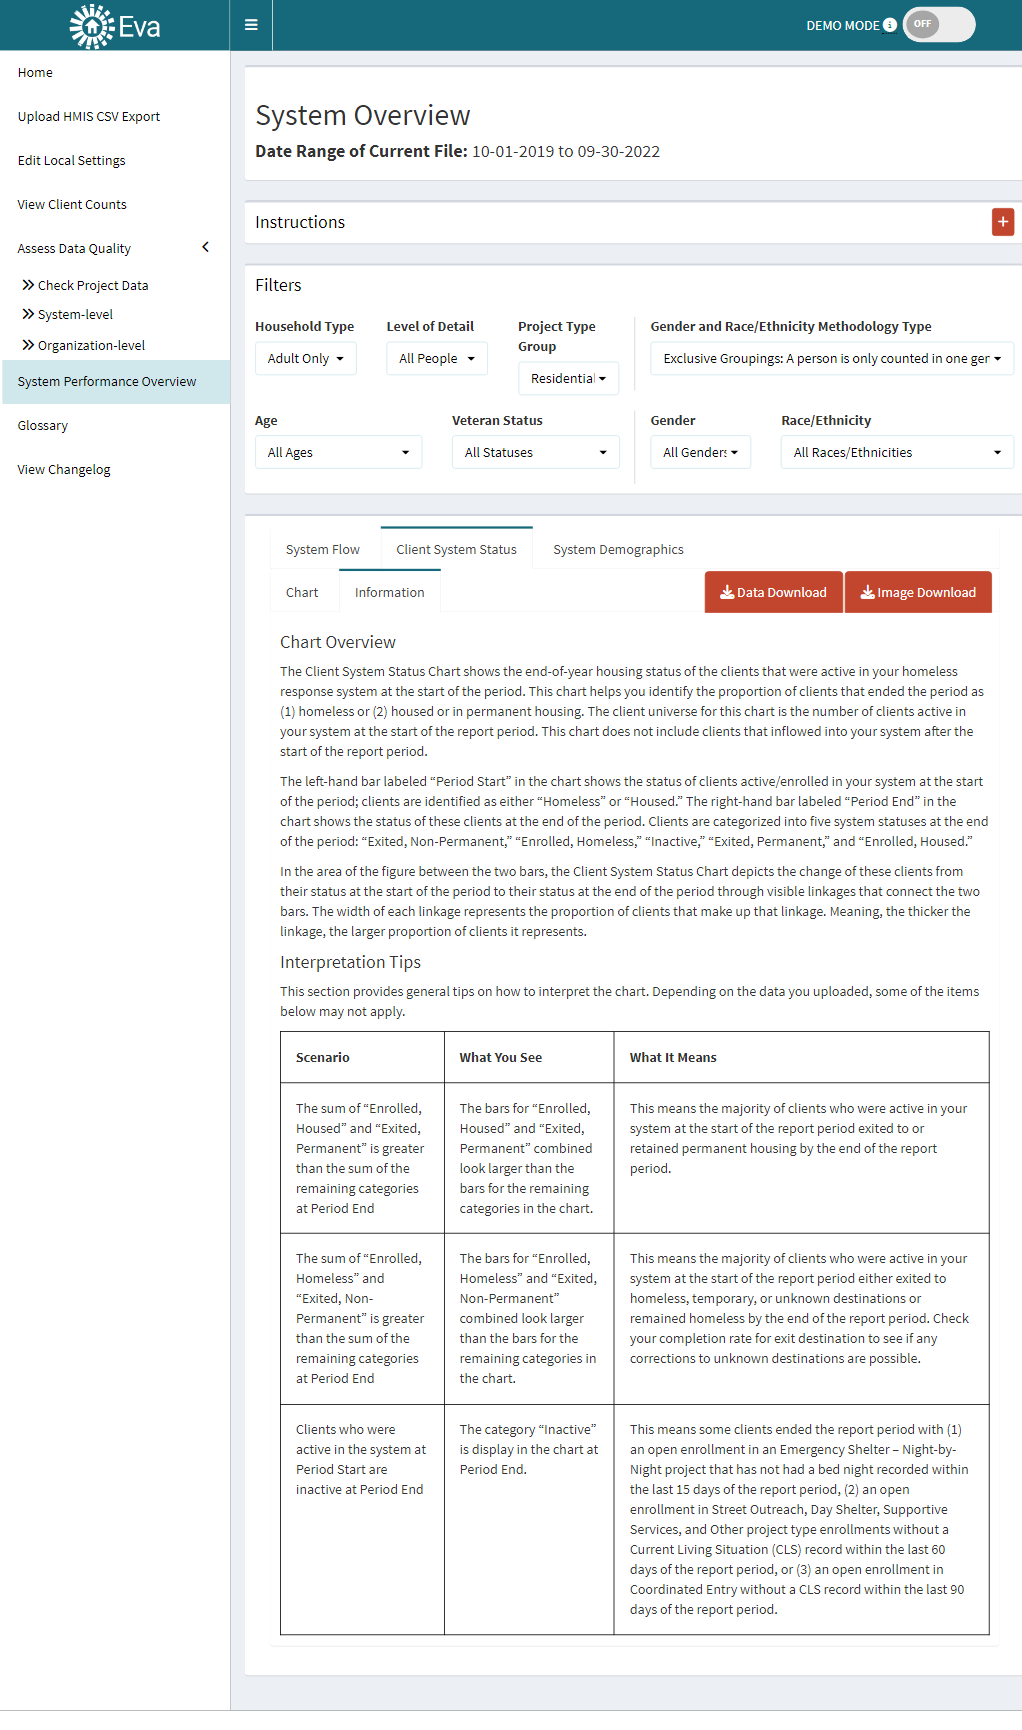 Eva
DEMO MODE
OFF
Home
Upload HMIS CSV Export
Edit Local Settings
View Client Counts
Assess Data Quality
Check Project Data
System-level
Organization-level
System Performance Overview
Glossary
View Changelog
System Overview
Date Range of Current File: 10-01-2019 to 09-30-2022
Instructions
Filters
Household Type
Adult Only
Level of Detail
All People
Project Type
Group
Residential
Gender and Race/Ethnicity Methodology Type
Exclusive Groupings: A person is only counted in one ger
Age
All Ages
Veteran Status
All Statuses
Gender
All Genders
Race/Ethnicity
All Races/Ethnicities
System Flow
Client System Status
System Demographics
Chart
Information
Data Download
Image Download
Chart Overview
The Client System Status Chart shows the end-of-year housing status of the clients that were active in your homeless
response system at the start of the period. This chart helps you identify the proportion of clients that ended the period as
(1) homeless or (2) housed or in permanent housing. The client universe for this chart is the number of clients active in
your system at the start of the report period. This chart does not include clients that inflowed into your system after the
start of the report period.
The left-hand bar labeled “Period Start” in the chart shows the status of clients active/enrolled in your system at the start
of the period; clients are identified as either “Homeless” or “Housed.” The right-hand bar labeled “Period End” in the
chart shows the status of these clients at the end of the period. Clients are categorized into five system statuses at the end
of the period: “Exited, Non-Permanent,” “Enrolled, Homeless,” “Inactive,” “Exited, Permanent,” and “Enrolled, Housed.”
In the area of the figure between the two bars, the Client System Status Chart depicts the change of these clients from
their status at the start of the period to their status at the end of the period through visible linkages that connect the two
bars. The width of each linkage represents the proportion of clients that make up that linkage. Meaning, the thicker the
linkage, the larger proportion of clients it represents.
Interpretation Tips
This section provides general tips on how to interpret the chart. Depending on the data you uploaded, some of the items
below may not apply.
Scenario
What You See
What It Means
The sum of “Enrolled,
Housed” and “Exited,
Permanent” is greater
than the sum of the
remaining categories
at Period End
The bars for “Enrolled,
Housed” and “Exited,
Permanent” combined
look larger than the
bars for the remaining
categories in the chart.
This means the majority of clients who were active in your
system at the start of the report period exited to or
retained permanent housing by the end of the report
period.
The sum of “Enrolled,
Homeless” and
“Exited, Non-
Permanent” is greater
than the sum of the
remaining categories
at Period End
The bars for “Enrolled,
Homeless” and “Exited,
Non-Permanent”
combined look larger
than the bars for the
remaining categories in
the chart.
This means the majority of clients who were active in your
system at the start of the report period either exited to
homeless, temporary, or unknown destinations or
remained homeless by the end of the report period. Check
your completion rate for exit destination to see if any
corrections to unknown destinations are possible.
Clients who were
active in the system at
Period Start are
inactive at Period End
The category “Inactive”
is display in the chart at
Period End.
This means some clients ended the report period with (1)
an open enrollment in an Emergency Shelter – Night-by-
Night project that has not had a bed night recorded within
the last 15 days of the report period, (2) an open
enrollment in Street Outreach, Day Shelter, Supportive
Services, and Other project type enrollments without a
Current Living Situation (CLS) record within the last 60
days of the report period, or (3) an open enrollment in
Coordinated Entry without a CLS record within the last 90
days of the report period.